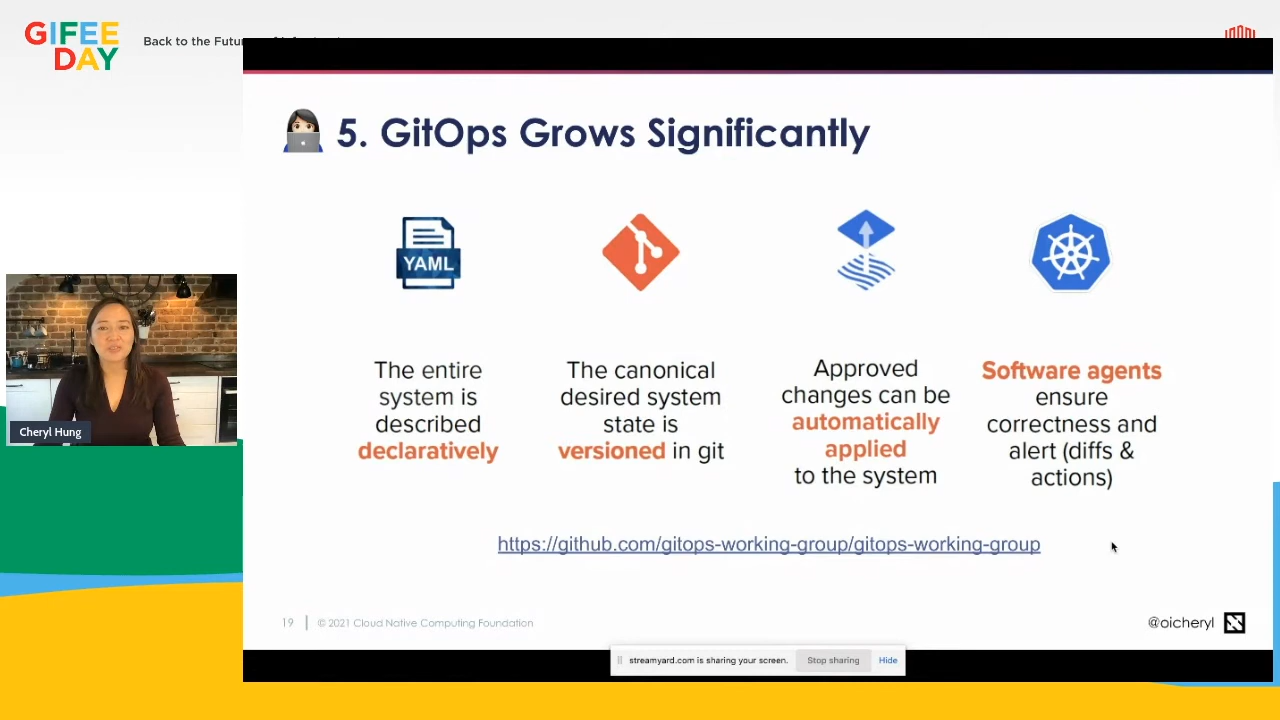 GIFEE
DAY
Back to the Futu
5. GitOps Grows Significantly
YAML
The entire
system is
described
declaratively
The canonical
desired system
state is
versioned in git
Approved
changes can be
automatically
applied
to the system
Software agents
ensure
correctness and
alert (diffs &
actions)
https://github.com/gitops-working-group/gitops-working-group
Cheryl Hung
19
© 2021 Cloud Native Computing Foundation
@oicheryl
streamyard.com is sharing your screen.
Stop sharing
Hide